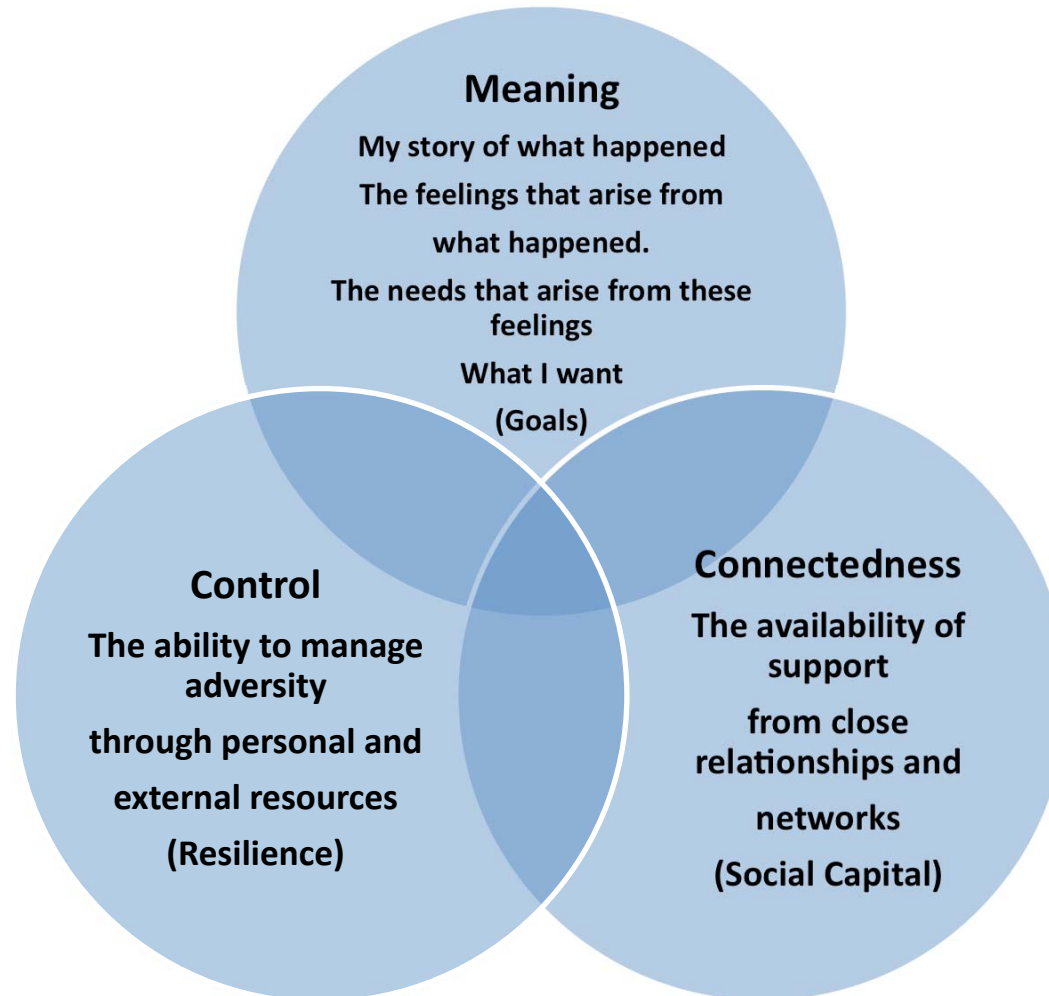 Meaning
My story of what happened
The feelings that arise from
what happened.
The needs that arise from these
feelings
What I want
(Goals)
Control
The ability to manage
adversity
through personal and
external resources
(Resilience)
Connectedness
The availability of
support
from close
relationships and
networks
(Social Capital)